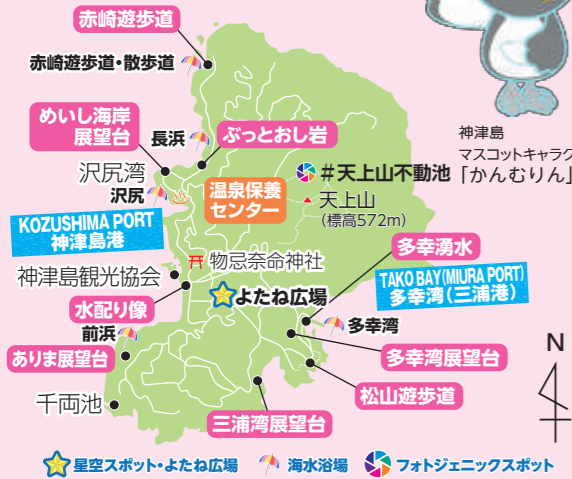 赤崎遊歩道
赤崎遊歩道・散歩道
めいし海岸
展望台
長浜
ぶっとおし岩
沢尻湾
沢尻
温泉保養
センター
#天上山不動池
天上山
(標高572m)
神津島
マスコットキャラク
「かんむりん」
KOZUSHIMA PORT
神津島港
物忌奈命神社
多幸湧水
TAKO BAY(MIURA PORT)
多幸湾(三浦港)
神津島観光協会
水配り像
よたね広場
前浜
多幸湾
ありま展望台
多幸湾展望台
松山遊歩道
千両池
三浦湾展望台
N
星空スポット・よたね広場 海水浴場 フォトジェニックスポット